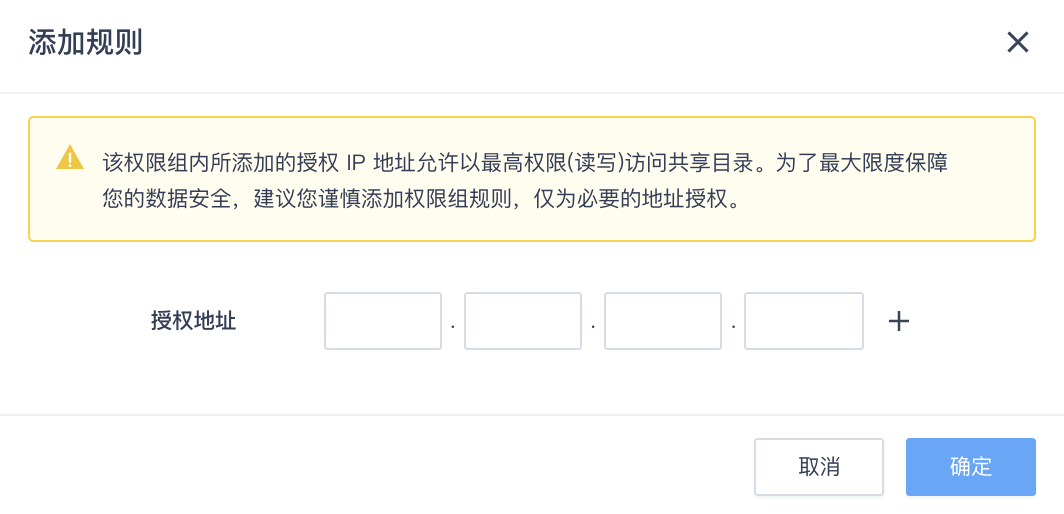 添加规则
该权限组内所添加的授权 IP 地址允许以最高权限(读写)访问共享目录。为了最大限度保障
您的数据安全，建议您谨慎添加权限组规则，仅为必要的地址授权。
授权地址 . . .
取消 确定